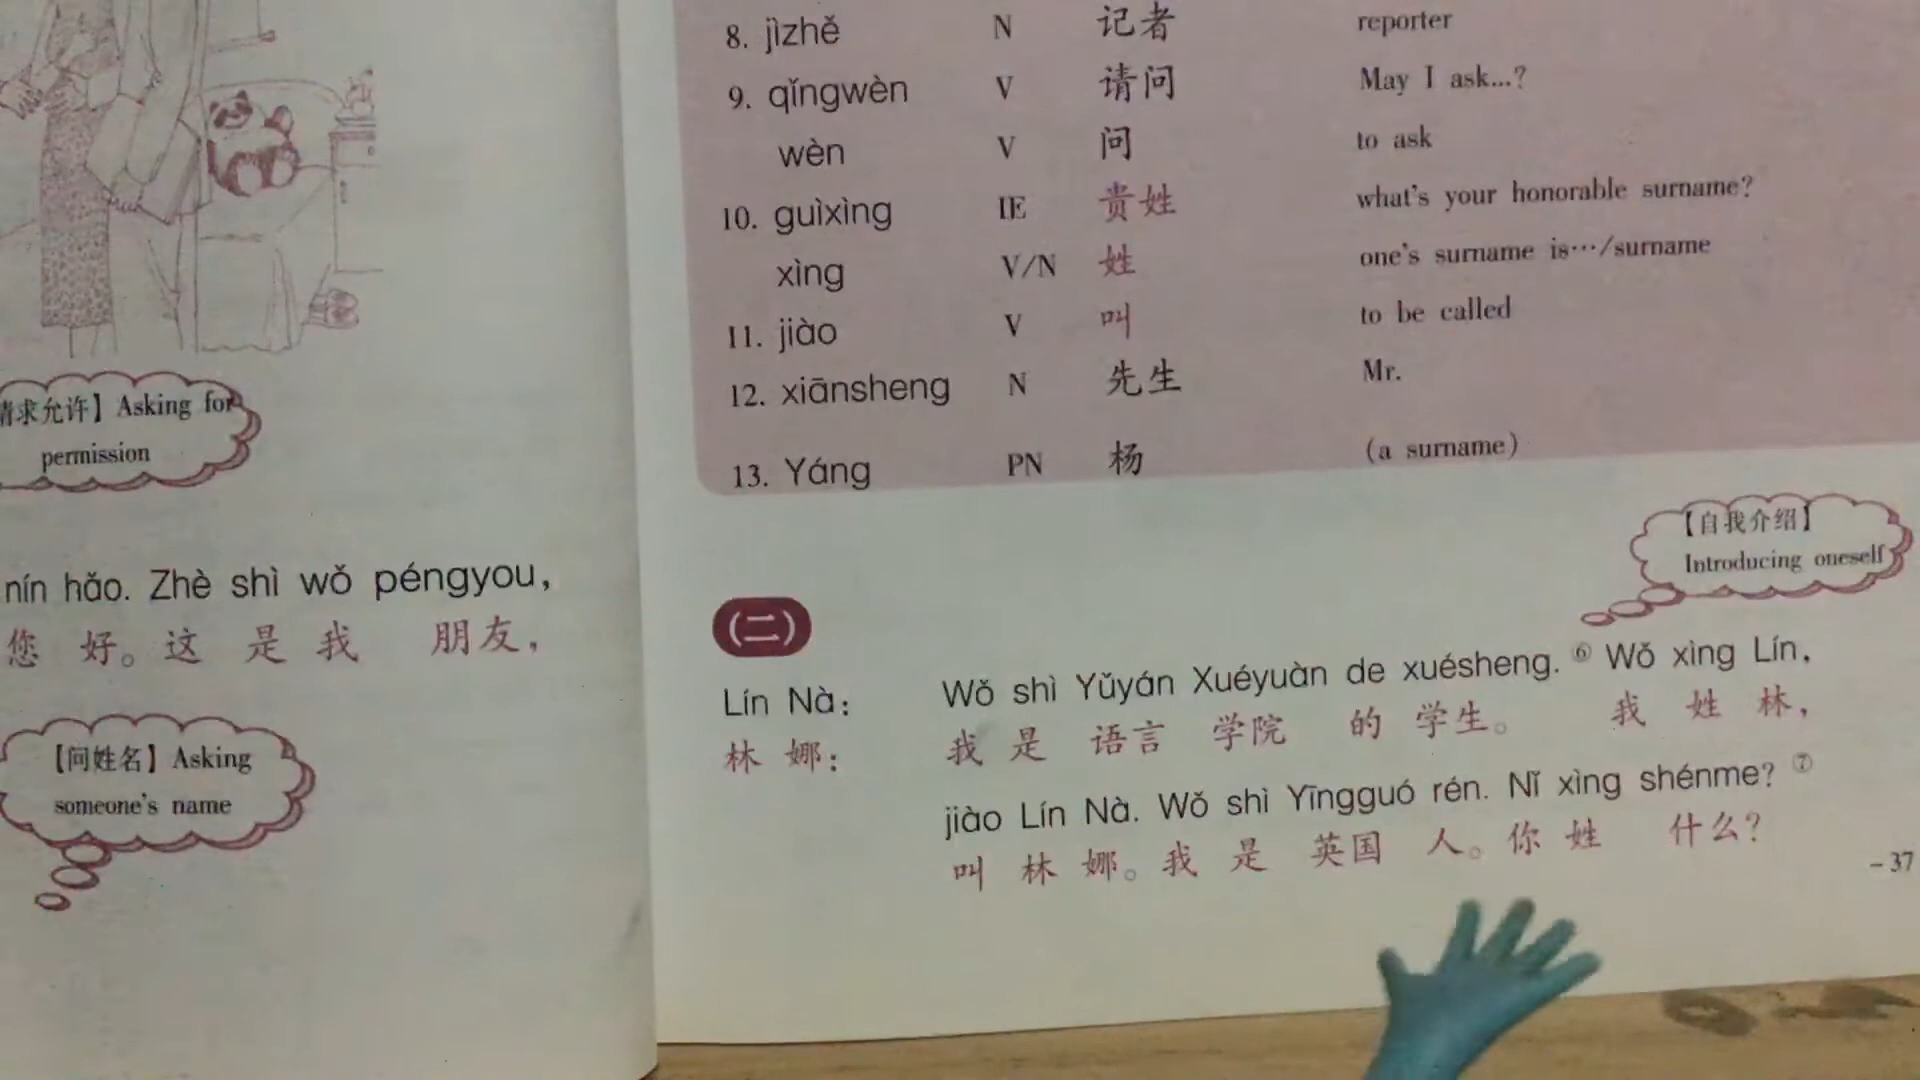 请求允许】Asking for
permission
nín hǎo. Zhè shì wǒ péngyou,
您 好。这 是 我 朋友,
【问姓名】Asking
someone's name
8. jìzhě N 记者 reporter
9. qǐngwèn V 请问 May I ask...?
wèn V 问 to ask
10. guìxìng IE 贵姓 what's your honorable surname?
xìng V/N 姓 one's surname is…/surname
11. jiào V 叫 to be called
12. xiānsheng N 先生 Mr.
13. Yáng PN 杨 (a surname)
【自我介绍】
Introducing oneself
(二)
Lín Nà: Wǒ shì Yǔyán Xuéyuàn de xuésheng.⑥ Wǒ xìng Lín,
林 娜: 我 是 语言 学院 的 学生。 我 姓 林,
jiào Lín Nà. Wǒ shì Yīngguó rén. Nǐ xìng shénme?⑦
叫 林 娜。我 是 英国 人。你 姓 什么?
-37